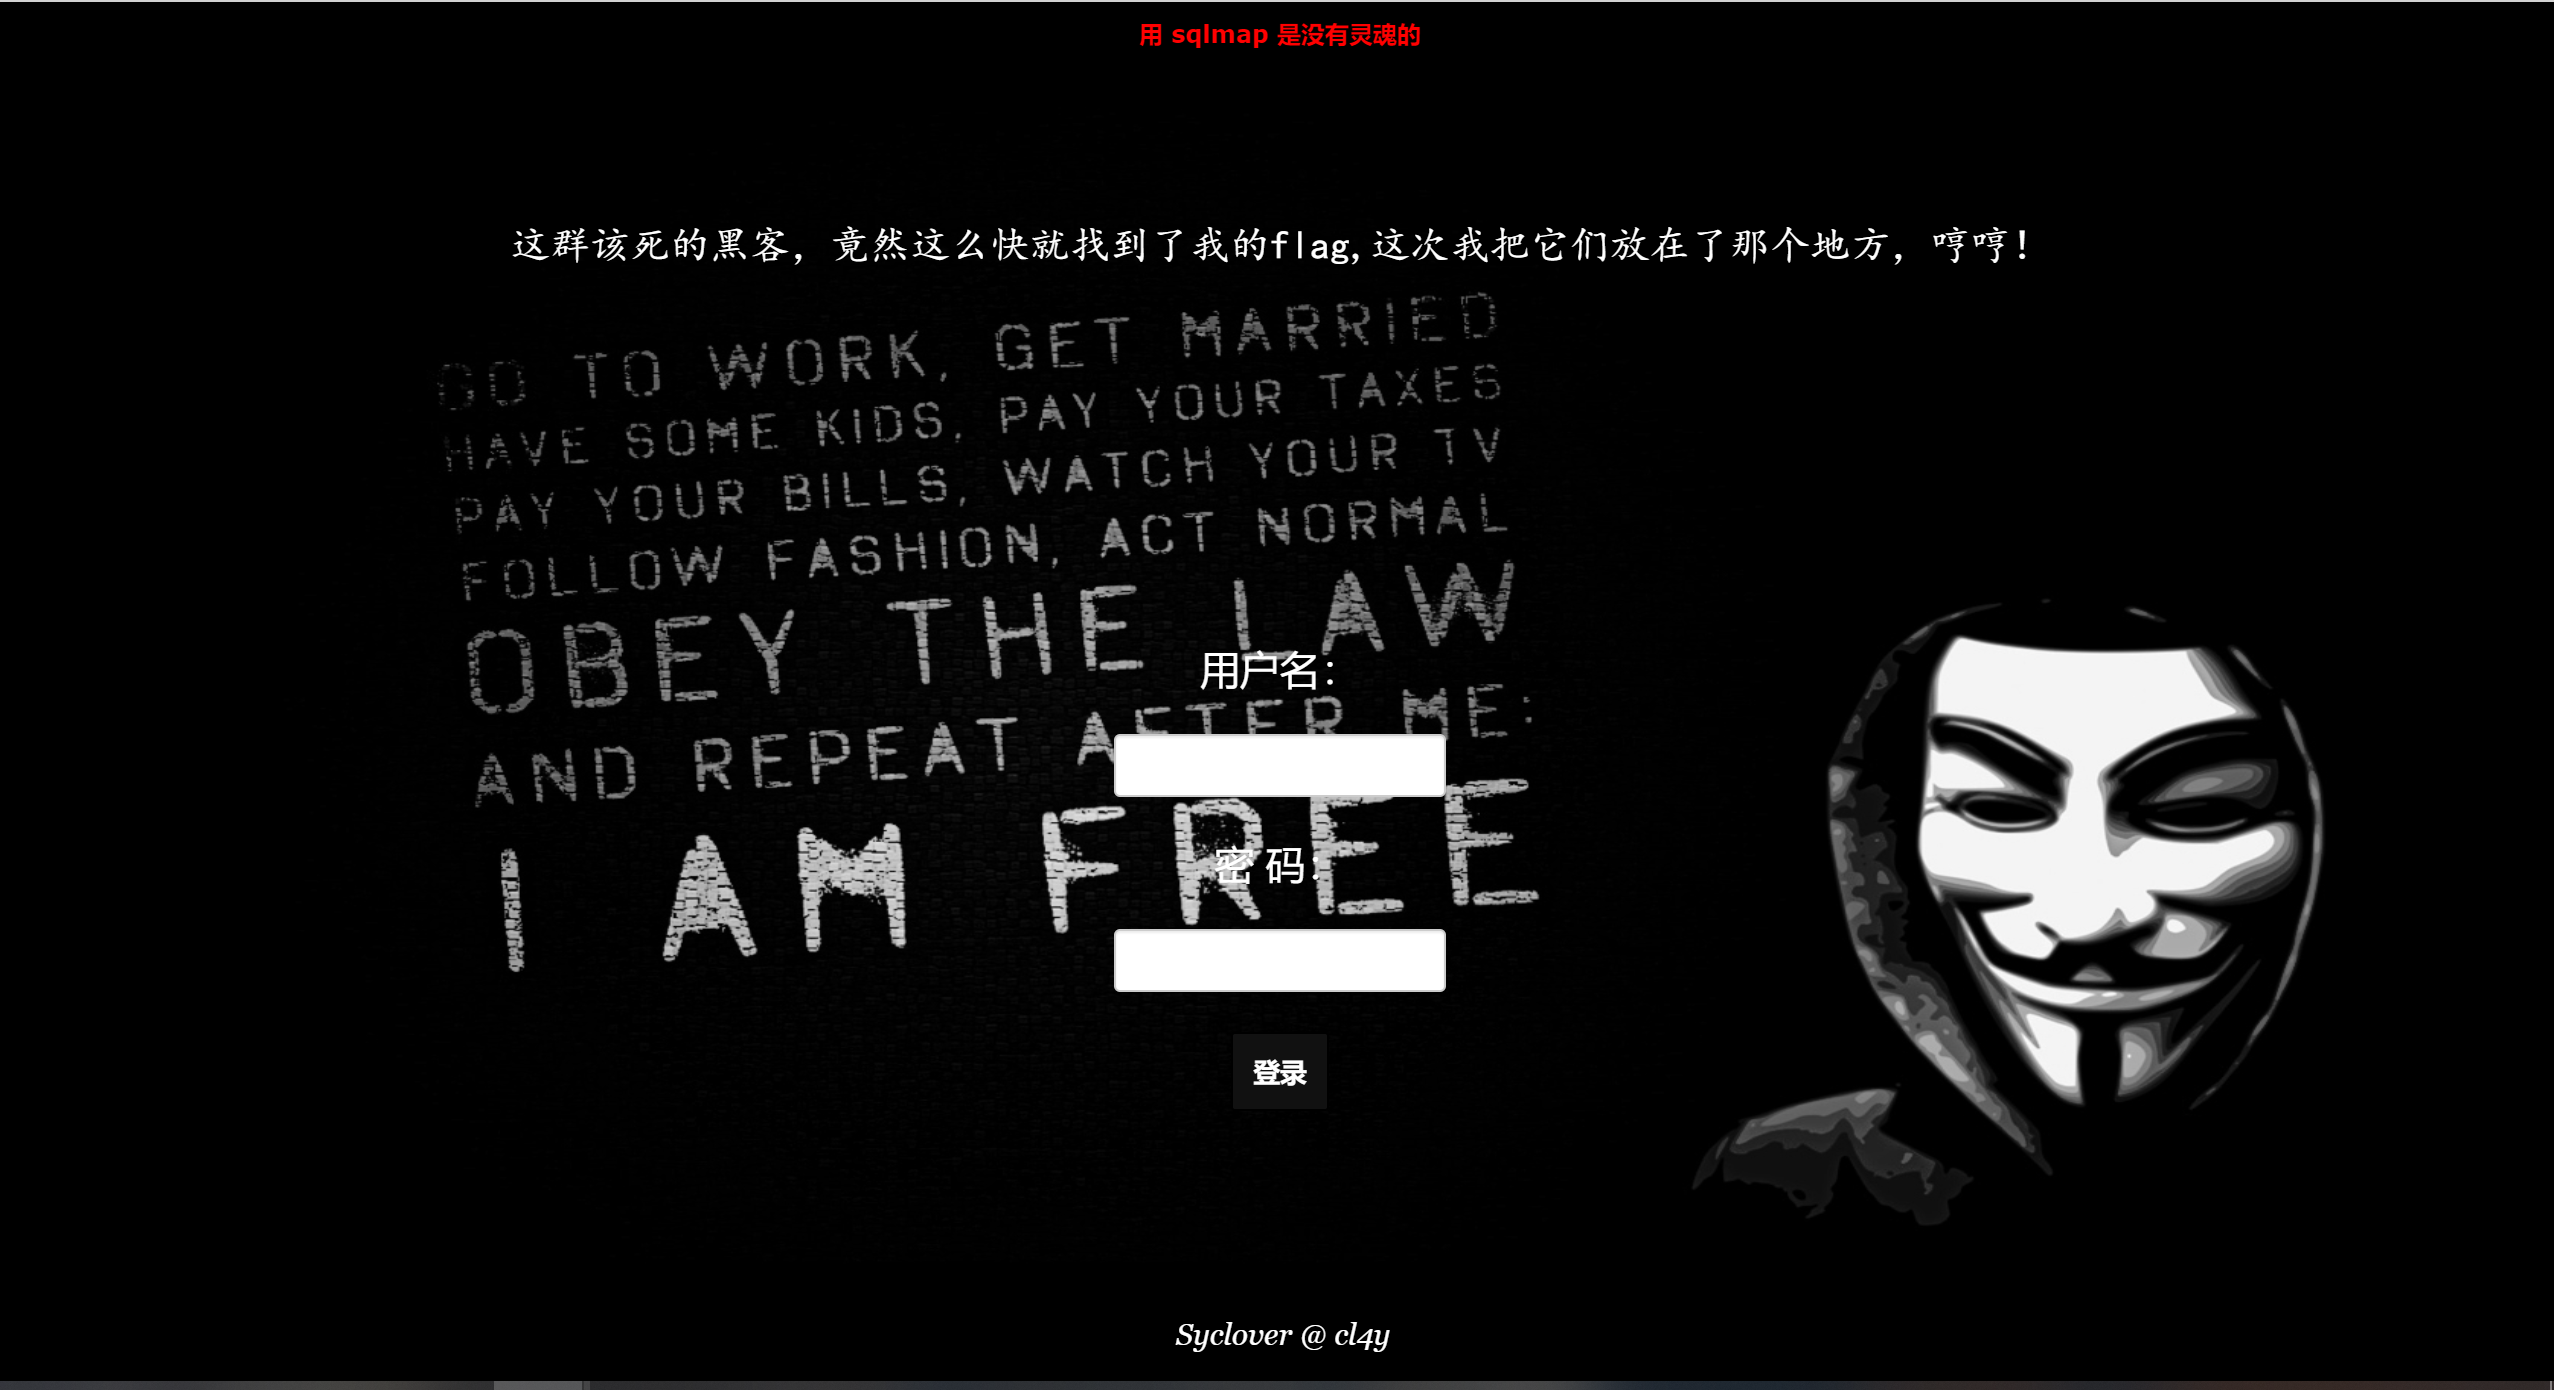 用 sqlmap 是没有灵魂的
这群该死的黑客，竟然这么快就找到了我的flag,这次我把它们放在了那个地方，哼哼！
GO TO WORK, GET MARRIED
HAVE SOME KIDS, PAY YOUR TAXES
PAY YOUR BILLS, WATCH YOUR TV
FOLLOW FASHION, ACT NORMAL
OBEY THE LAW
用户名：
AND REPEAT AFTER ME:
I AM FREE
密 码：
登录
Syclover @ cl4y